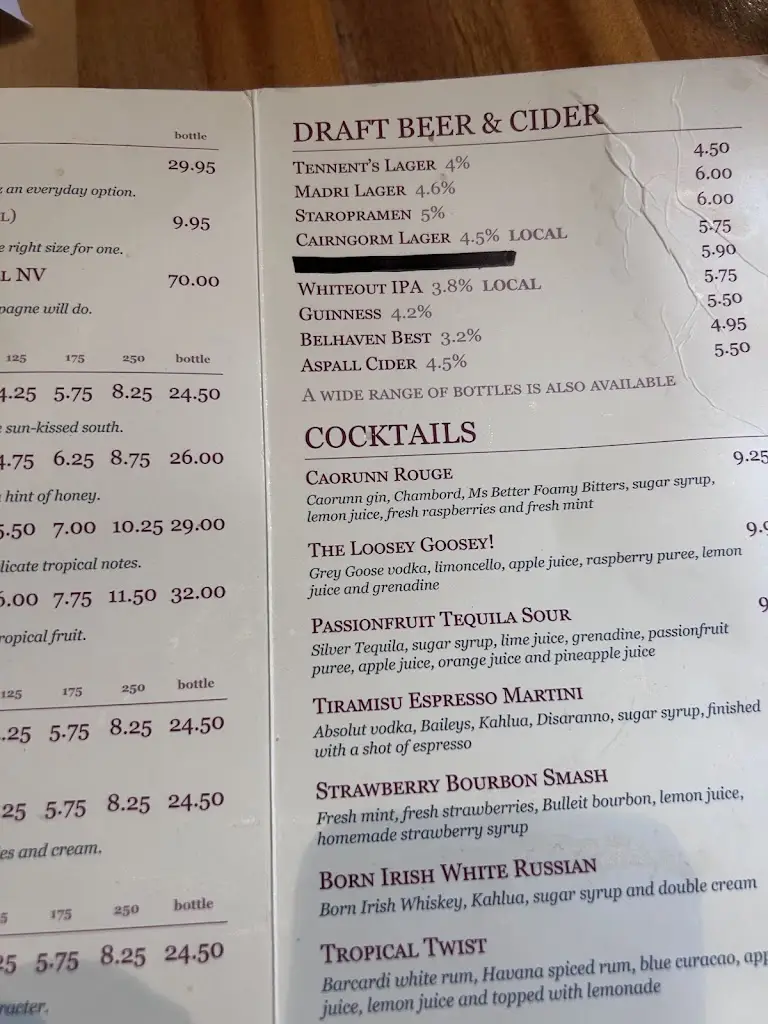 bottle
29.95
an everyday option.
9.95
right size for one.
NV
70.00
will do.
125 175 250 bottle
4.25 5.75 8.25 24.50
sun-kissed south.
4.75 6.25 8.75 26.00
hint of honey.
5.50 7.00 10.25 29.00
tropical notes.
6.00 7.75 11.50 32.00
tropical fruit.
125 175 250 bottle
.25 5.75 8.25 24.50
25 5.75 8.25 24.50
and cream.
175 250 bottle
25 5.75 8.25 24.50
DRAFT BEER & CIDER
TENNENT'S LAGER 4% 4.50
MADRI LAGER 4.6% 6.00
STAROPRAMEN 5% 6.00
CAIRNGORM LAGER 4.5% LOCAL 5.75
5.90
WHITEOUT IPA 3.8% LOCAL 5.75
GUINNESS 4.2% 5.50
BELHAVEN BEST 3.2% 4.95
ASPALL CIDER 4.5% 5.50
A WIDE RANGE OF BOTTLES IS ALSO AVAILABLE
COCKTAILS
CAORUNN ROUGE 9.25
Caorunn gin, Chambord, Ms Better Foamy Bitters, sugar syrup,
lemon juice, fresh raspberries and fresh mint
THE LOOSEY GOOSEY!
Grey Goose vodka, limoncello, apple juice, raspberry puree, lemon
juice and grenadine
PASSIONFRUIT TEQUILA SOUR
Silver Tequila, sugar syrup, lime juice, grenadine, passionfruit
puree, apple juice, orange juice and pineapple juice
TIRAMISU ESPRESSO MARTINI
Absolut vodka, Baileys, Kahlua, Disaranno, sugar syrup, finished
with a shot of espresso
STRAWBERRY BOURBON SMASH
Fresh mint, fresh strawberries, Bulleit bourbon, lemon juice,
homemade strawberry syrup
BORN IRISH WHITE RUSSIAN
Born Irish Whiskey, Kahlua, sugar syrup and double cream
TROPICAL TWIST
Barcardi white rum, Havana spiced rum, blue curacao,
juice, lemon juice and topped with lemonade